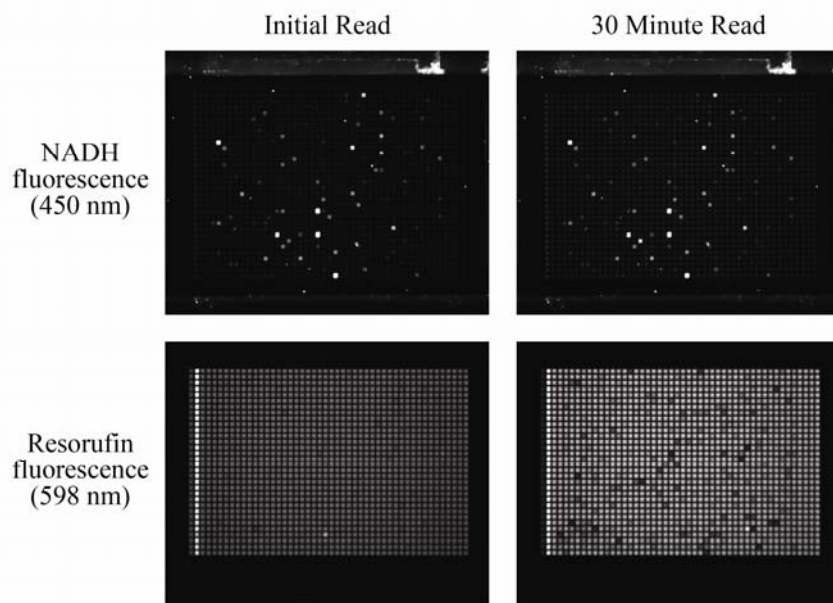 Initial Read
30 Minute Read
NADH
fluorescence
(450 nm)
Resorufin
fluorescence
(598 nm)